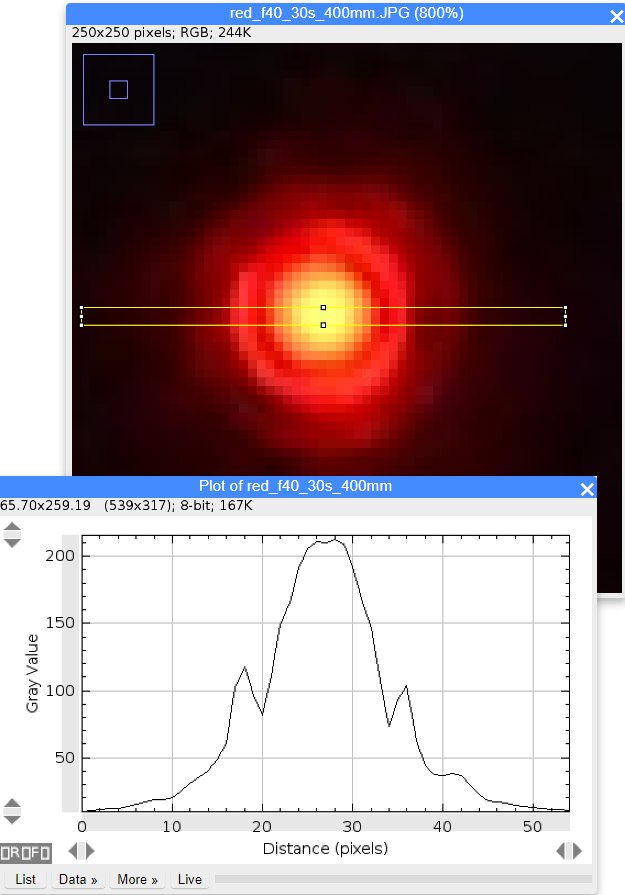 red_f40_30s_400mm.JPG (800%)
250x250 pixels; RGB; 244K
Plot of red_f40_30s_400mm
65.70x259.19 (539x317); 8-bit; 167K
200
150
100
50
Gray Value
0 10 20 30 40 50
Distance (pixels)
List Data » More » Live